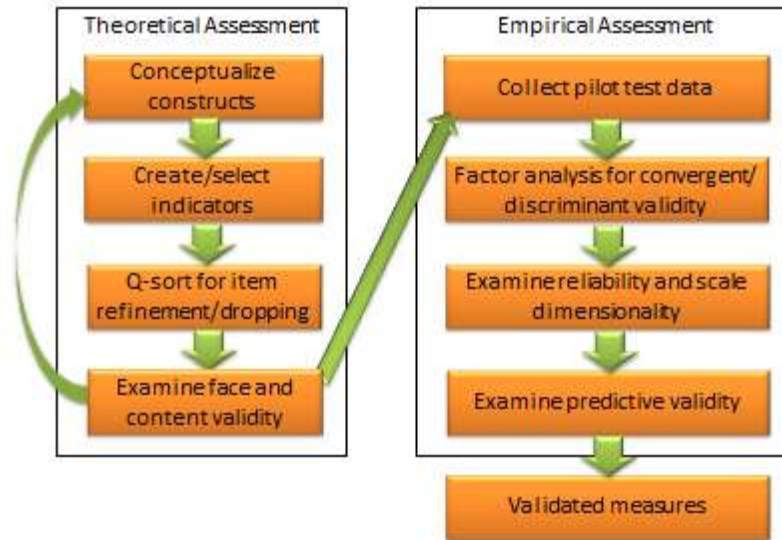 Theoretical Assessment
Conceptualize
constructs
Create/select
indicators
Q-sort for item
refinement/dropping
Examine face and
content validity
Empirical Assessment
Collect pilot test data
Factor analysis for convergent/
discriminant validity
Examine reliability and scale
dimensionality
Examine predictive validity
Validated measures